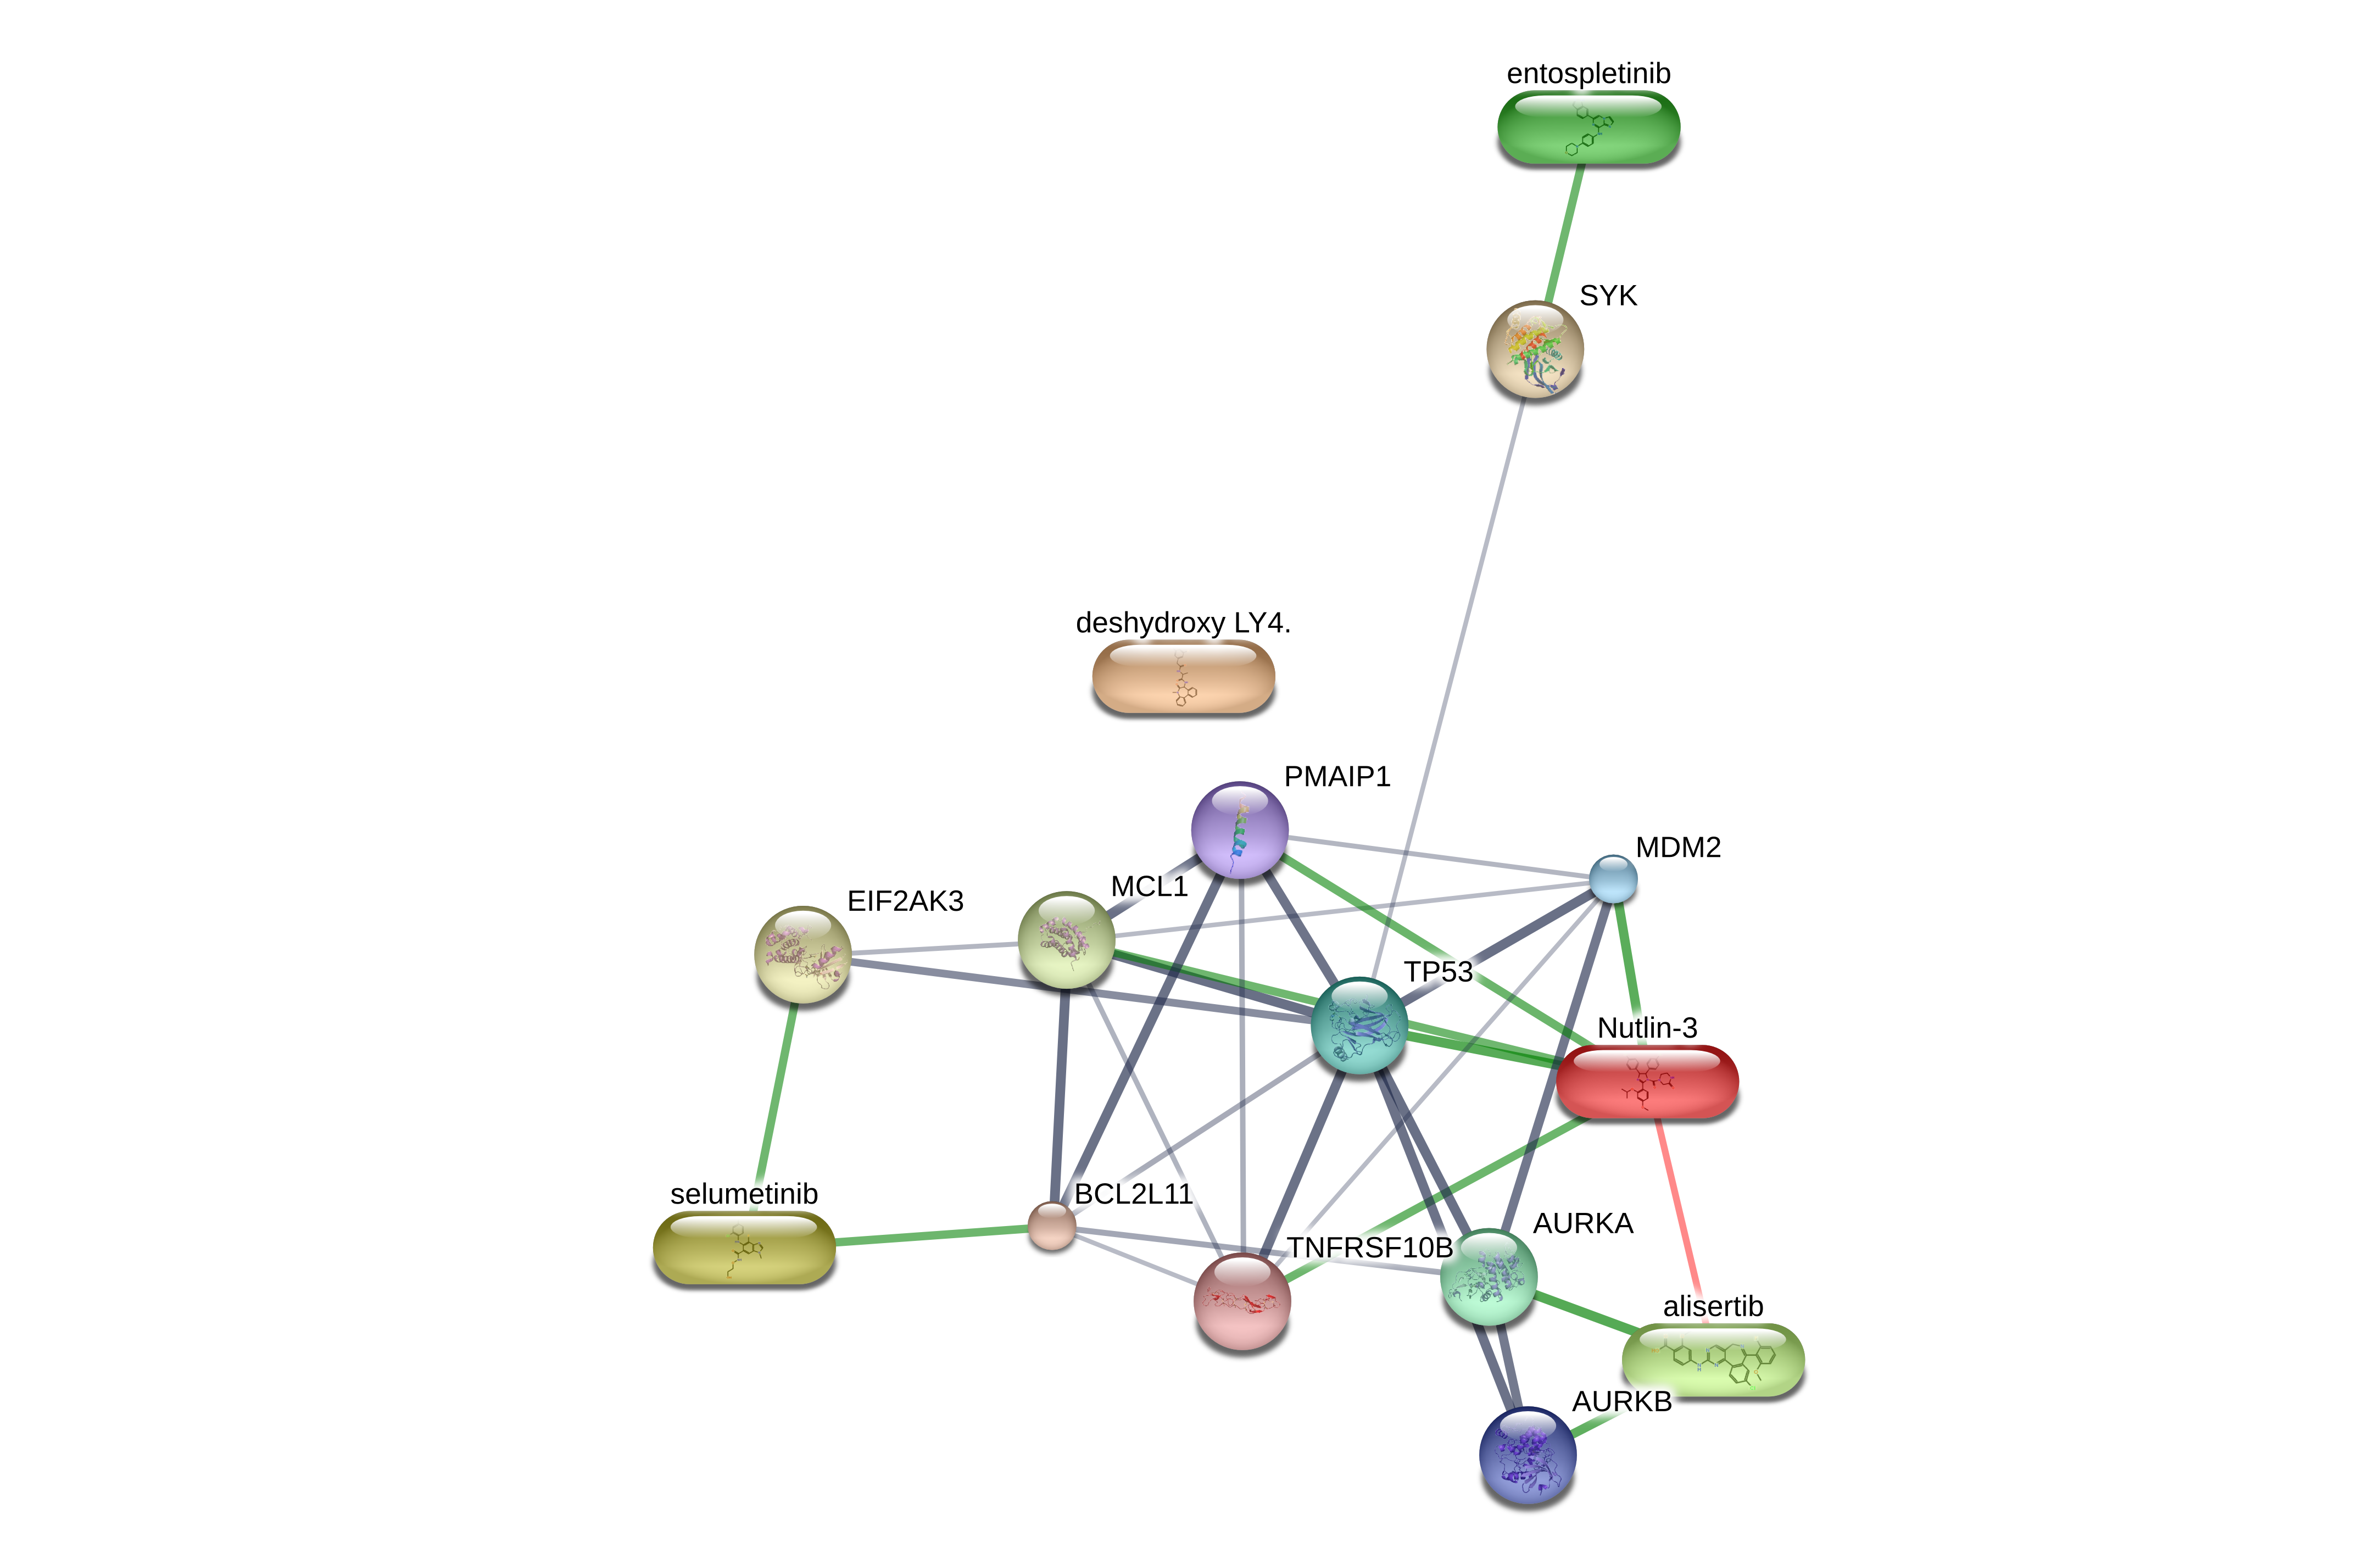 entospletinib
SYK
deshydroxy LY4.
PMAIP1
MDM2
MCL1
EIF2AK3
TP53
Nutlin-3
selumetinib
BCL2L11
AURKA
TNFRSF10B
alisertib
AURKB